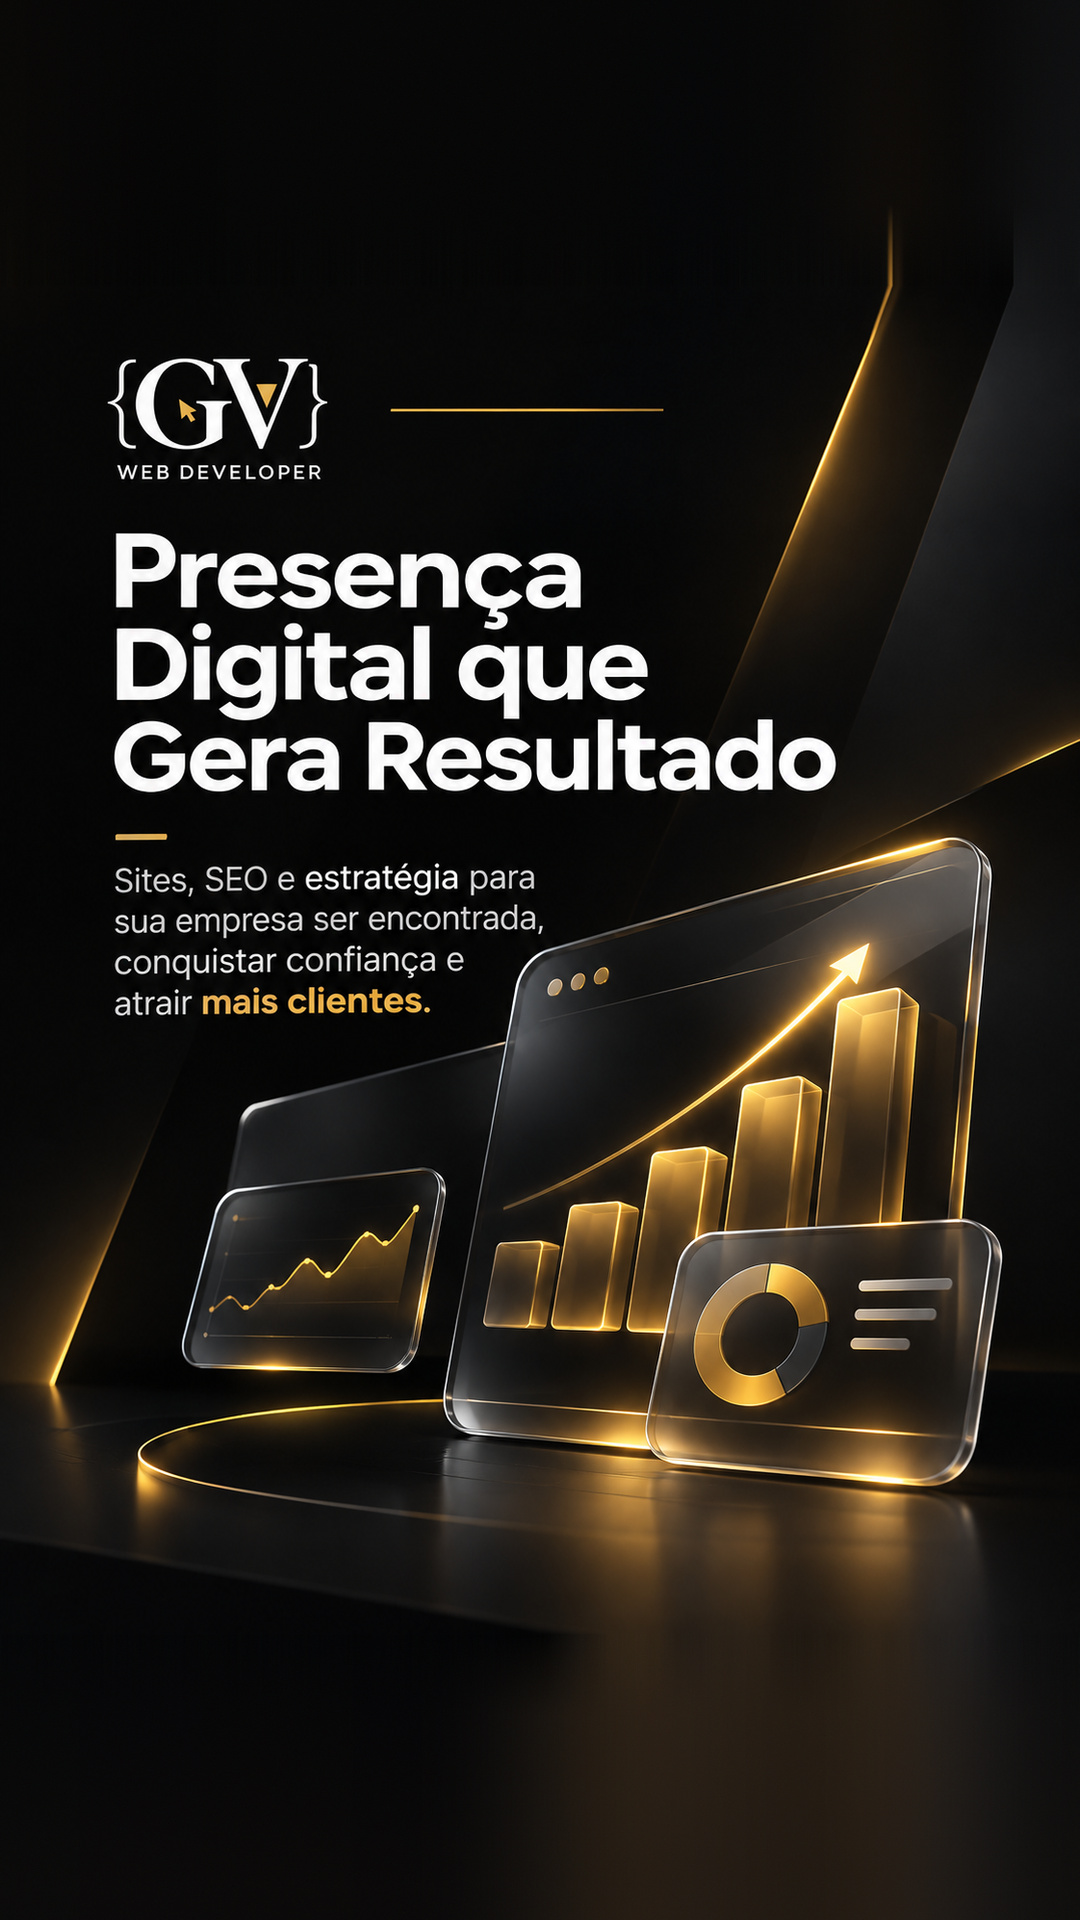 {GV}
WEB DEVELOPER
Presença
Digital que
Gera Resultado
Sites, SEO e estratégia para
sua empresa ser encontrada,
conquistar confiança e
atrair mais clientes.